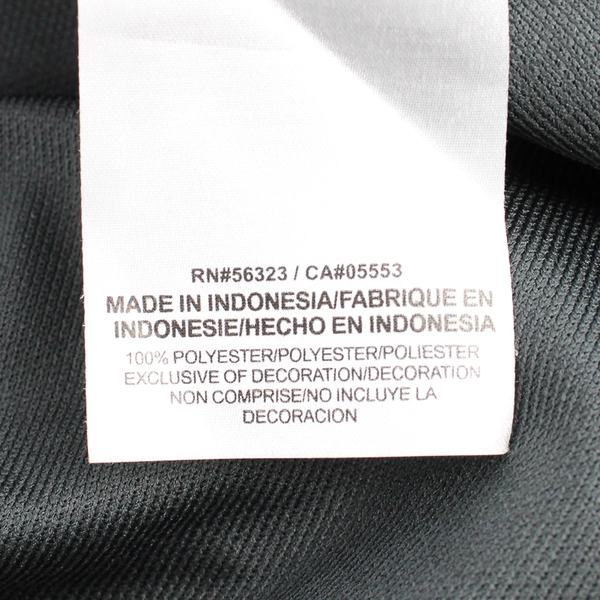 RN#56323 / CA#05553
MADE IN INDONESIA/FABRIQUE EN
INDONESIE/HECHO EN INDONESIA
100% POLYESTER/POLYESTER/POLIESTER
EXCLUSIVE OF DECORATION/DECORATION
NON COMPRISE/NO INCLUYE LA
DECORACION